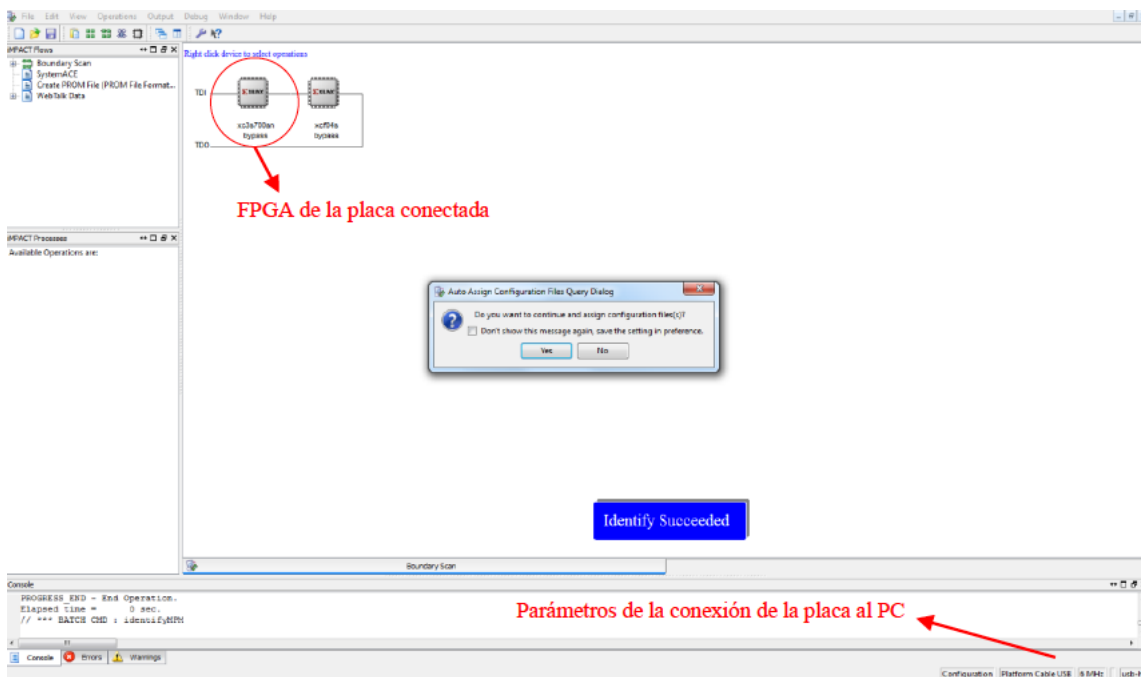 File Edit View Operations Output Debug Window Help
iMPACT Flows
Right click device to select operations
Boundary Scan
SystemACE
Create PROM File (PROM File Format...
WebTalk Data
TDI
XILINX XILINX
xc3s700an xcf04s
bypass bypass
TDO
FPGA de la placa conectada
iMPACT Processes
Available Operations are:
Auto Assign Configuration Files Query Dialog
Do you want to continue and assign configuration files(s)?
Don't show this message again, save the setting in preference.
Yes No
Identify Succeeded
Boundary Scan
Console
PROGRESS_END - End Operation.
Elapsed time = 0 sec.
// *** BATCH CMD : identifyMPM
Parámetros de la conexión de la placa al PC
Console Errors Warnings
Configuration Platform Cable USB 6 MHz